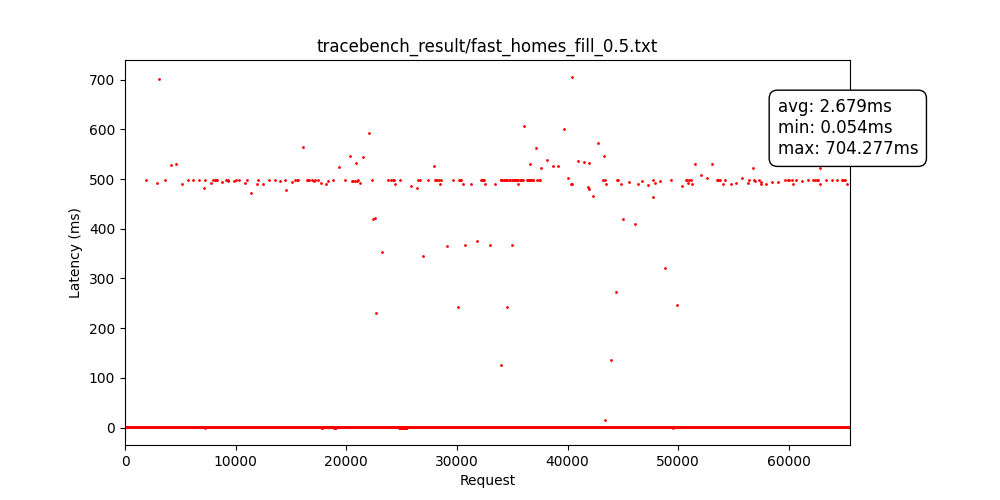 tracebench_result/fast_homes_fill_0.5.txt
700
600
500
400
300
200
100
0
Latency (ms)
avg: 2.679ms
min: 0.054ms
max: 704.277ms
0 10000 20000 30000 40000 50000 60000
Request